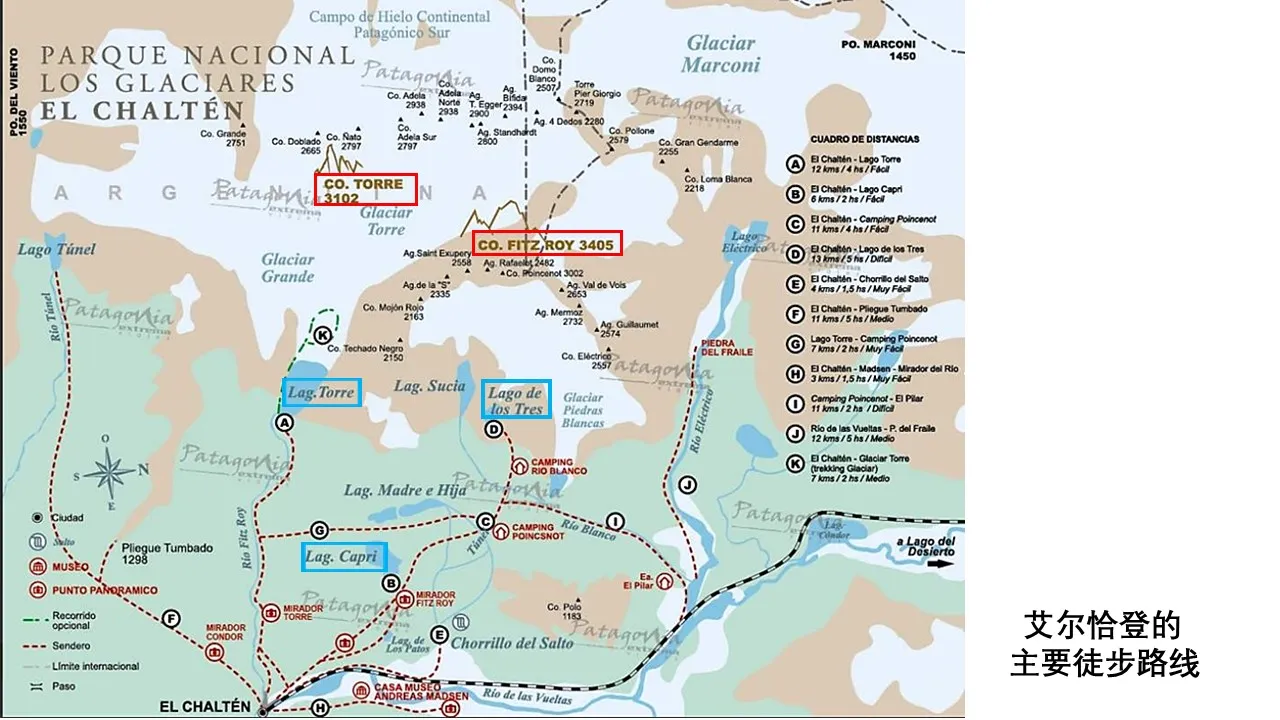 Campo de Hielo Continental
Patagónico Sur
PARQUE NACIONAL
LOS GLACIARES
EL CHALTÉN
PO. DEL VIENTO
1550
Glaciar
Marconi
PO. MARCONI
1450
Co. Grande
2751
Co. Doblado
2665
Co. Ñato
2797
Co. Adela
2938
Co.
Adela
Norte
2938
Co.
Adela Sur
2797
Ag.
T. Egger
2900
Ag.
Bífida
2394
Ag. Standhardt
2800
Co.
Domo
Blanco
2507
Torre
Pier Giorgio
2719
Ag. 4 Dedos 2280
Co. Pollone
2579
Co. Gran Gendarme
2255
Co. Loma Blanca
2218
ARGENTINA
CO. TORRE
3102
Glaciar
Torre
CO. FITZ ROY 3405
Ag.Saint Exupery
2558
Ag. Rafael 2482
Co. Poincenot 3002
Ag.de la "S"
2335
Ag. Val de Vois
2653
Co. Mojón Rojo
2163
Ag. Mermoz
2732
Ag. Guillaumet
2574
Co. Techado Negro
2150
Co. Eléctrico
2557
Lago Túnel
Río Túnel
Glaciar
Grande
K
Lago
Eléctrico
PIEDRA
DEL FRAILE
Río Eléctrico
Lag.Torre
Lag. Sucia
Lago de
los Tres
Glaciar
Piedras
Blancas
A
D
CAMPING
RIO BLANCO
J
Lag. Madre e Hija
G
C
CAMPING
POINCSNOT
Río Blanco
I
Túnel
Lag. Capri
B
MIRADOR
FITZ ROY
Río Fitz Roy
Ea.
El Pilar
Lag.
Cóndor
a Lago del
Desierto
Co. Polo
1183
MIRADOR
TORRE
MIRADOR
CONDOR
Pliegue Tumbado
1298
F
Lag. de
Los Patos
E
Chorrillo del Salto
CASA MUSEO
ANDREAS MADSEN
Río de las Vueltas
H
EL CHALTÉN
O
S
N
E
Ciudad
Salto
MUSEO
PUNTO PANORAMICO
Recorrido
opcional
Sendero
Límite internacional
Paso
CUADRO DE DISTANCIAS
A El Chaltén - Lago Torre
12 kms / 4 hs / Fácil
B El Chaltén - Lago Capri
6 kms / 2 hs / Fácil
C El Chaltén - Camping Poincenot
11 kms / 4 hs / Fácil
D El Chaltén - Lago de los Tres
13 kms / 5 hs / Difícil
E El Chaltén - Chorrillo del Salto
4 kms / 1,5 hs / Muy Fácil
F El Chaltén - Pliegue Tumbado
11 kms / 5 hs / Medio
G Lago Torre - Camping Poincenot
7 kms / 2 hs / Muy Fácil
H El Chaltén - Madsen - Mirador del Río
3 kms / 1,5 hs / Muy Fácil
I Camping Poincenot - El Pilar
11 kms / 2 hs / Difícil
J Río de las Vueltas - P. del Fraile
12 kms / 5 hs / Medio
K El Chaltén - Glaciar Torre
(trekking Glaciar)
7 kms / 2 hs / Medio
艾尔恰登的
主要徒步路线